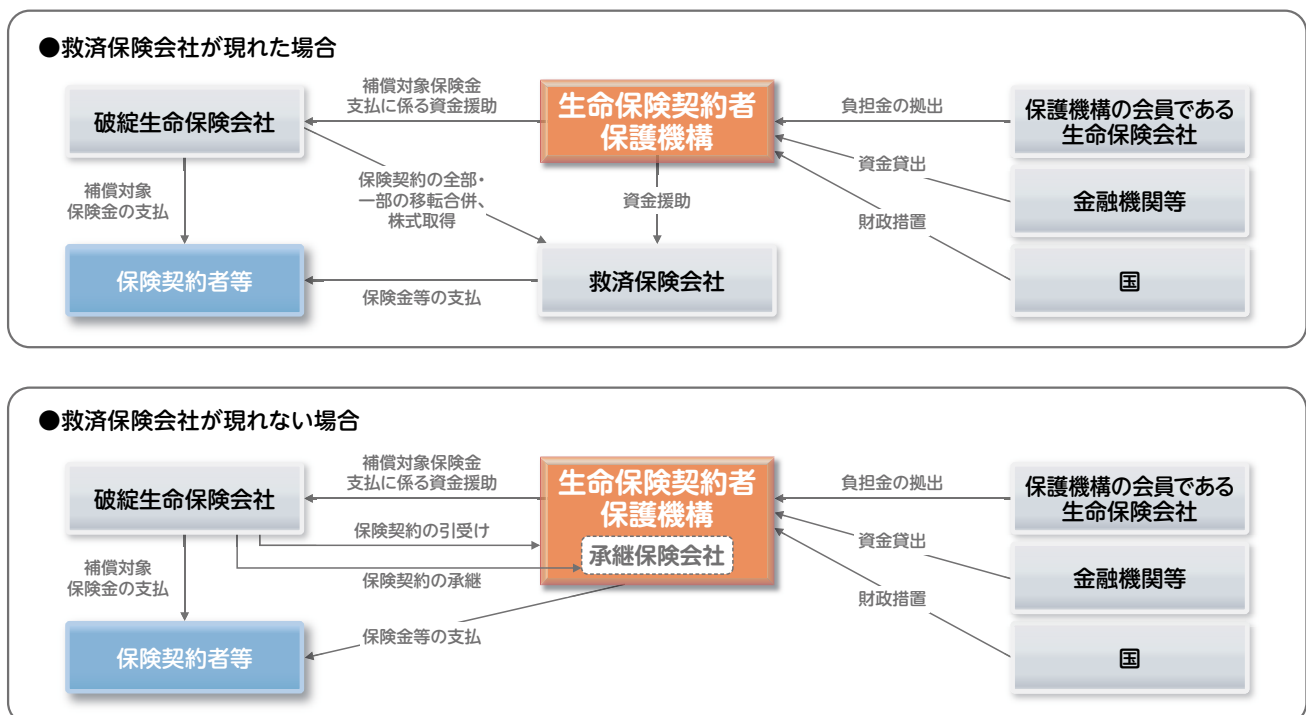 ●救済保険会社が現れた場合
補償対象保険金
支払に係る資金援助
生命保険契約者
保護機構
負担金の拠出
保護機構の会員である
生命保険会社
破綻生命保険会社
資金貸出
補償対象
保険金の支払
保険契約の全部・
一部の移転合併、
株式取得
資金援助
金融機関等
財政措置
保険契約者等
保険金等の支払
救済保険会社
国
●救済保険会社が現れない場合
補償対象保険金
支払に係る資金援助
生命保険契約者
保護機構
負担金の拠出
保護機構の会員である
生命保険会社
破綻生命保険会社
保険契約の引受け
承継保険会社
資金貸出
補償対象
保険金の支払
保険契約の承継
金融機関等
財政措置
保険金等の支払
保険契約者等
国